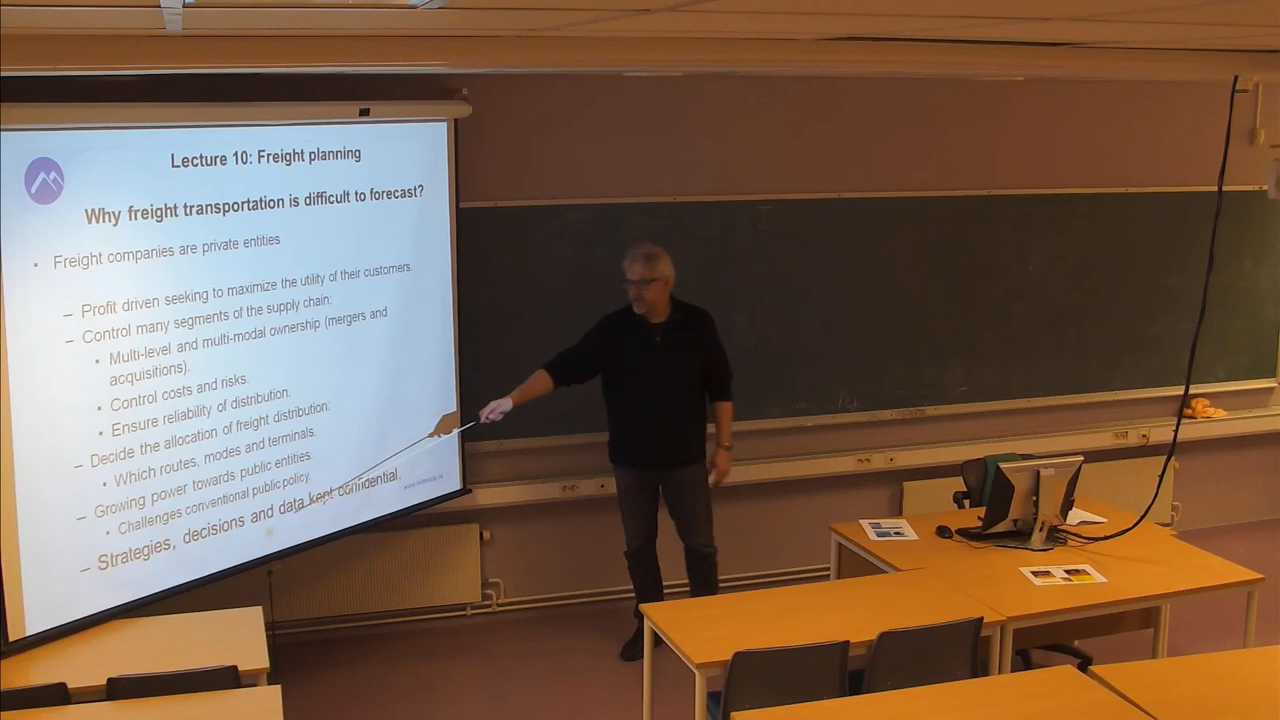 Lecture 10: Freight planning
Why freight transportation is difficult to forecast?
• Freight companies are private entities
– Profit driven seeking to maximize the utility of their customers.
– Control many segments of the supply chain:
• Multi-level and multi-modal ownership (mergers and
acquisitions).
• Control costs and risks.
• Ensure reliability of distribution.
– Decide the allocation of freight distribution:
• Which routes, modes and terminals.
– Growing power towards public entities.
• Challenges conventional public policy.
– Strategies, decisions and data kept confidential.